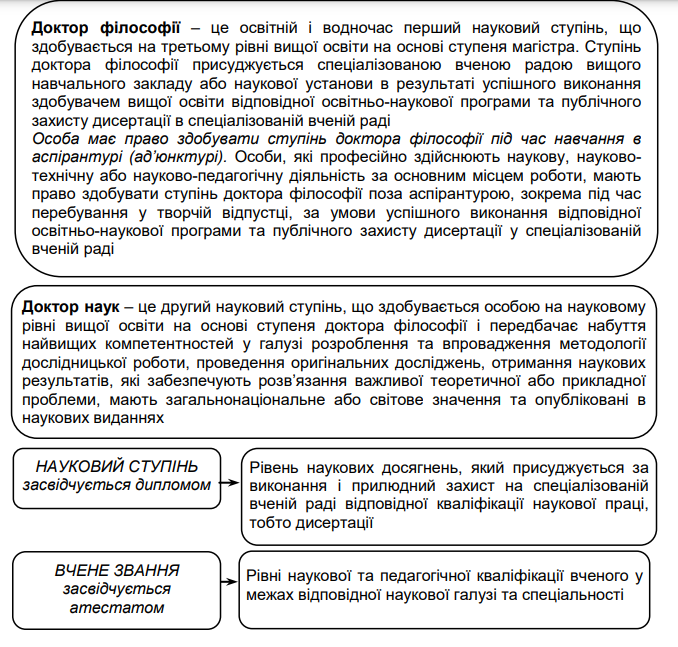 Доктор філософії – це освітній і водночас перший науковий ступінь, що
здобувається на третьому рівні вищої освіти на основі ступеня магістра. Ступінь
доктора філософії присуджується спеціалізованою вченою радою вищого
навчального закладу або наукової установи в результаті успішного виконання
здобувачем вищої освіти відповідної освітньо-наукової програми та публічного
захисту дисертації в спеціалізованій вченій раді
Особа має право здобувати ступінь доктора філософії під час навчання в
аспірантурі (ад’юнктурі). Особи, які професійно здійснюють наукову, науково-
технічну або науково-педагогічну діяльність за основним місцем роботи, мають
право здобувати ступінь доктора філософії поза аспірантурою, зокрема під час
перебування у творчій відпустці, за умови успішного виконання відповідної
освітньо-наукової програми та публічного захисту дисертації у спеціалізованій
вченій раді
Доктор наук – це другий науковий ступінь, що здобувається особою на науковому
рівні вищої освіти на основі ступеня доктора філософії і передбачає набуття
найвищих компетентностей у галузі розроблення та впровадження методології
дослідницької роботи, проведення оригінальних досліджень, отримання наукових
результатів, які забезпечують розв’язання важливої теоретичної або прикладної
проблеми, мають загальнонаціональне або світове значення та опубліковані в
наукових виданнях
НАУКОВИЙ СТУПІНЬ
засвідчується дипломом
Рівень наукових досягнень, який присуджується за
виконання і прилюдний захист на спеціалізованій
вченій раді відповідної кваліфікації наукової праці,
тобто дисертації
ВЧЕНЕ ЗВАННЯ
засвідчується
атестатом
Рівні наукової та педагогічної кваліфікації вченого у
межах відповідної наукової галузі та спеціальності